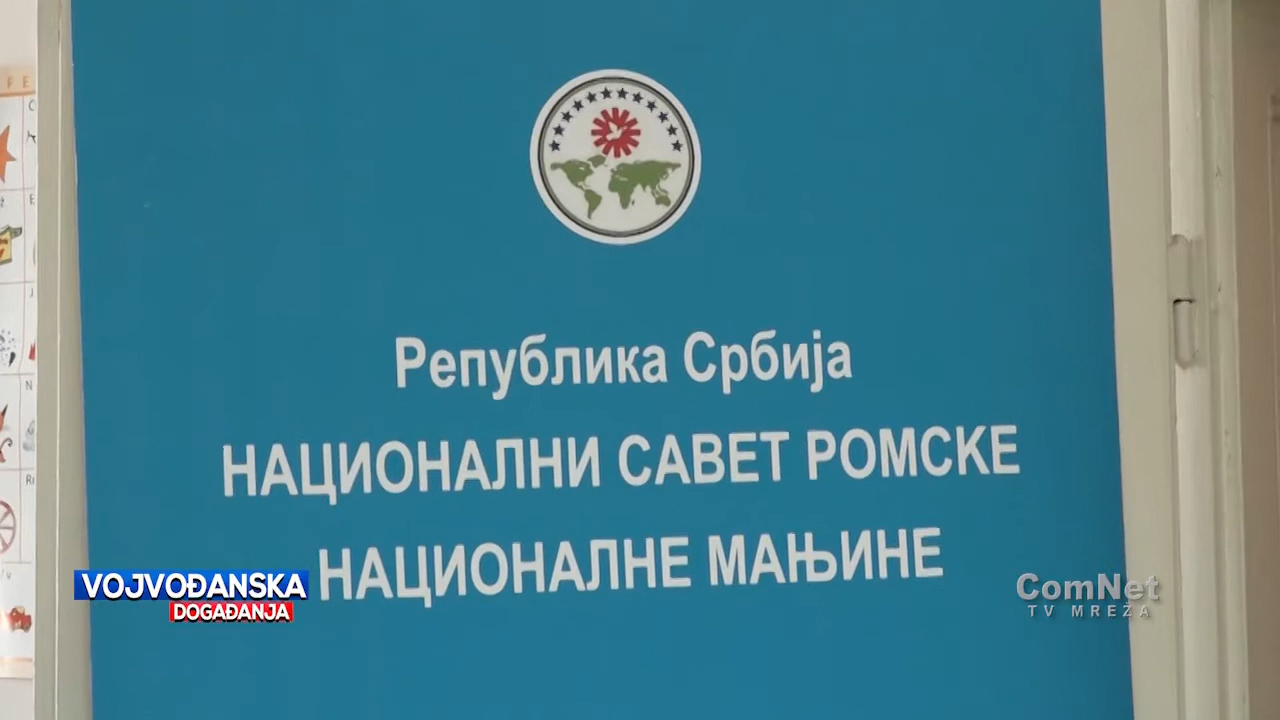 Република Србија
НАЦИОНАЛНИ САВЕТ РОМСКЕ
НАЦИОНАЛНЕ МАЊИНЕ
VOJVOĐANSKA
DOGAĐANJA
ComNet
TV MREŽA